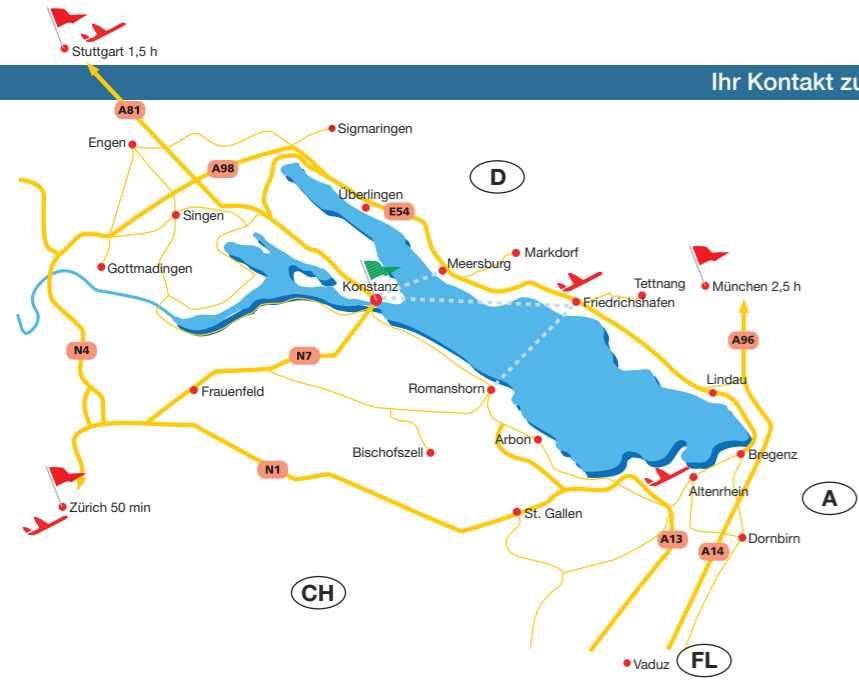 Stuttgart 1,5 h
Ihr Kontakt zu
A81
Sigmaringen
Engen
A98
D
Überlingen
E54
Singen
Markdorf
Meersburg
Gottmadingen
Konstanz
Tettnang
München 2,5 h
Friedrichshafen
A96
N4
N7
Lindau
Frauenfeld
Romanshorn
Arbon
Bischofszell
Bregenz
N1
Altenrhein
A
Zürich 50 min
St. Gallen
A13
Dornbirn
A14
CH
Vaduz
FL